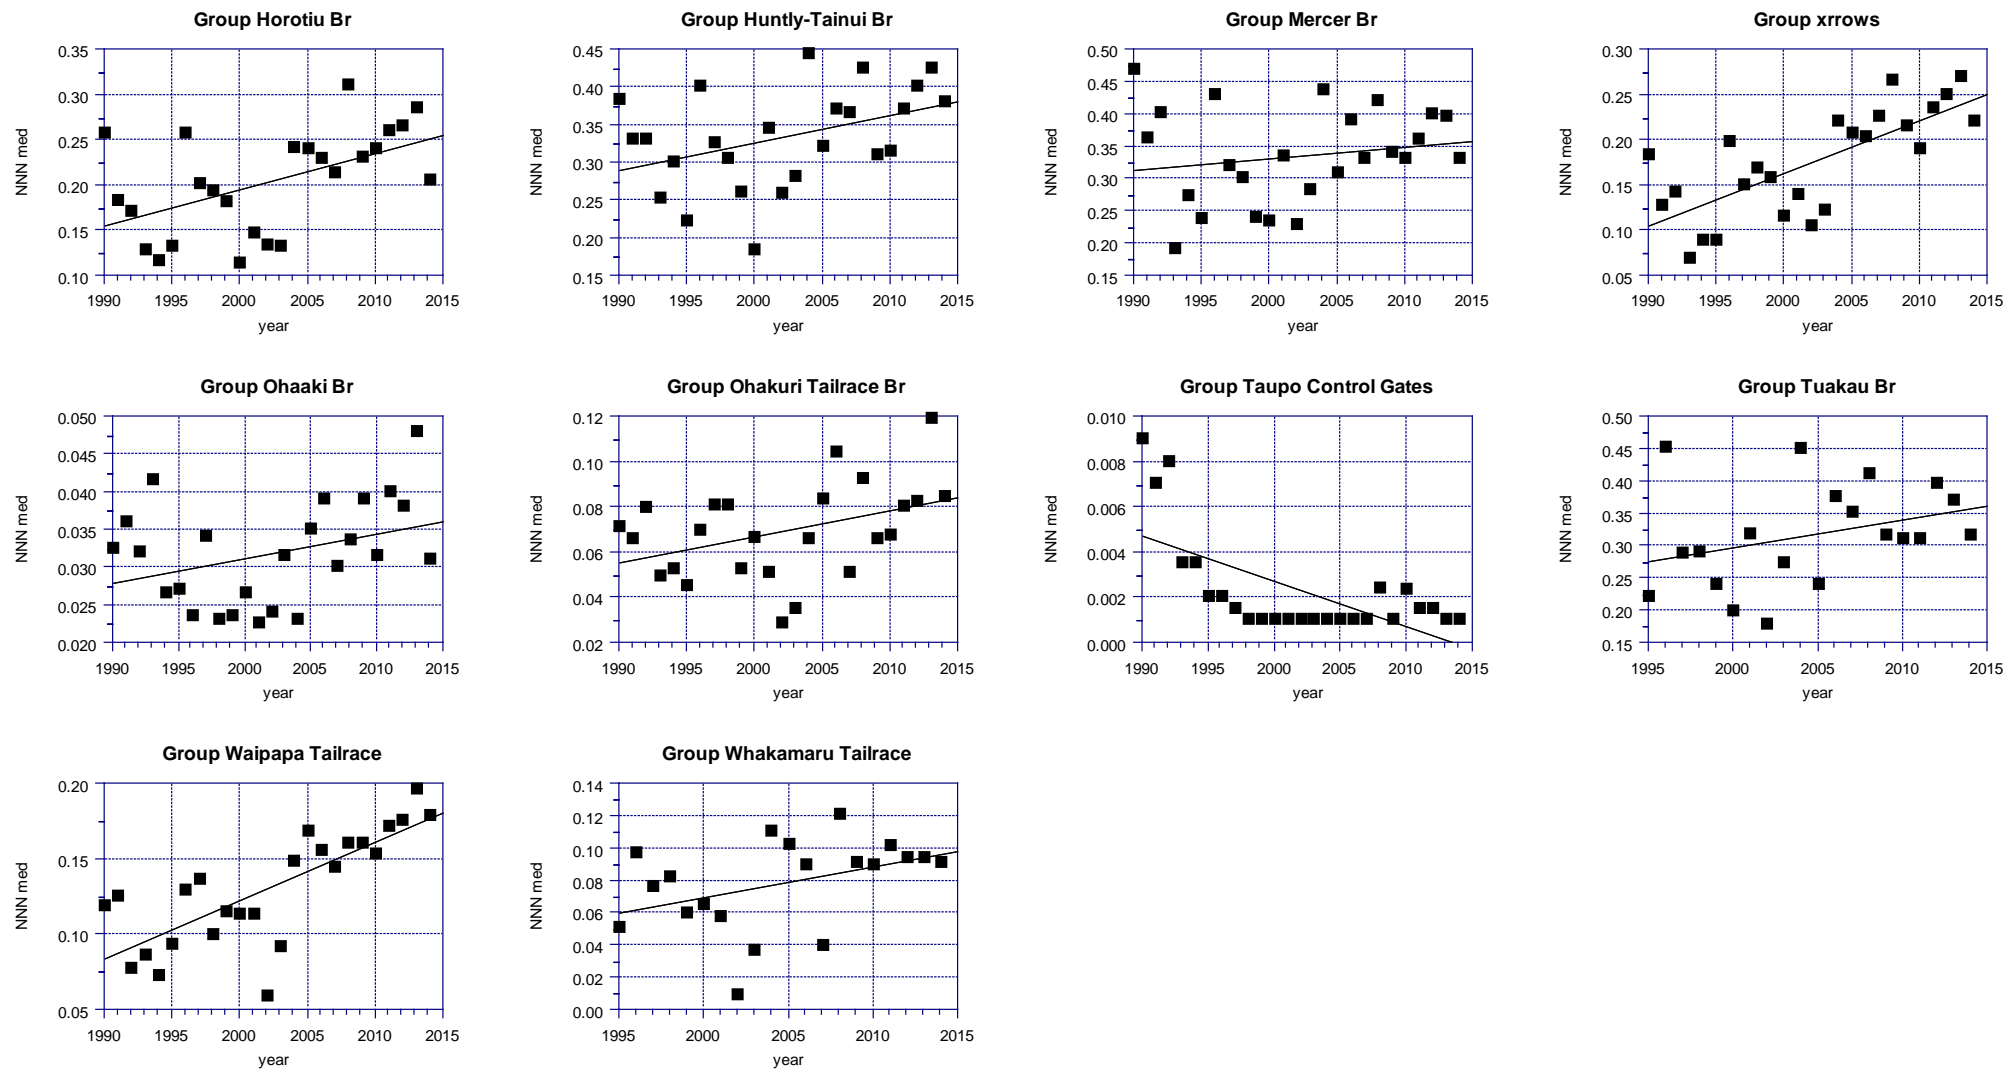 Group Horotiu Br
0.35
0.30
0.25
0.20
0.15
0.10
NNN med
1990 1995 2000 2005 2010 2015
year
Group Huntly-Tainui Br
0.45
0.40
0.35
0.30
0.25
0.20
0.15
NNN med
1990 1995 2000 2005 2010 2015
year
Group Mercer Br
0.50
0.45
0.40
0.35
0.30
0.25
0.20
0.15
NNN med
1990 1995 2000 2005 2010 2015
year
Group xrrows
0.30
0.25
0.20
0.15
0.10
0.05
NNN med
1990 1995 2000 2005 2010 2015
year
Group Ohaaki Br
0.050
0.045
0.040
0.035
0.030
0.025
0.020
NNN med
1990 1995 2000 2005 2010 2015
year
Group Ohakuri Tailrace Br
0.12
0.10
0.08
0.06
0.04
0.02
NNN med
1990 1995 2000 2005 2010 2015
year
Group Taupo Control Gates
0.010
0.008
0.006
0.004
0.002
0.000
NNN med
1990 1995 2000 2005 2010 2015
year
Group Tuakau Br
0.50
0.45
0.40
0.35
0.30
0.25
0.20
0.15
NNN med
1995 2000 2005 2010 2015
year
Group Waipapa Tailrace
0.20
0.15
0.10
0.05
NNN med
1990 1995 2000 2005 2010 2015
year
Group Whakamaru Tailrace
0.14
0.12
0.10
0.08
0.06
0.04
0.02
0.00
NNN med
1995 2000 2005 2010 2015
year